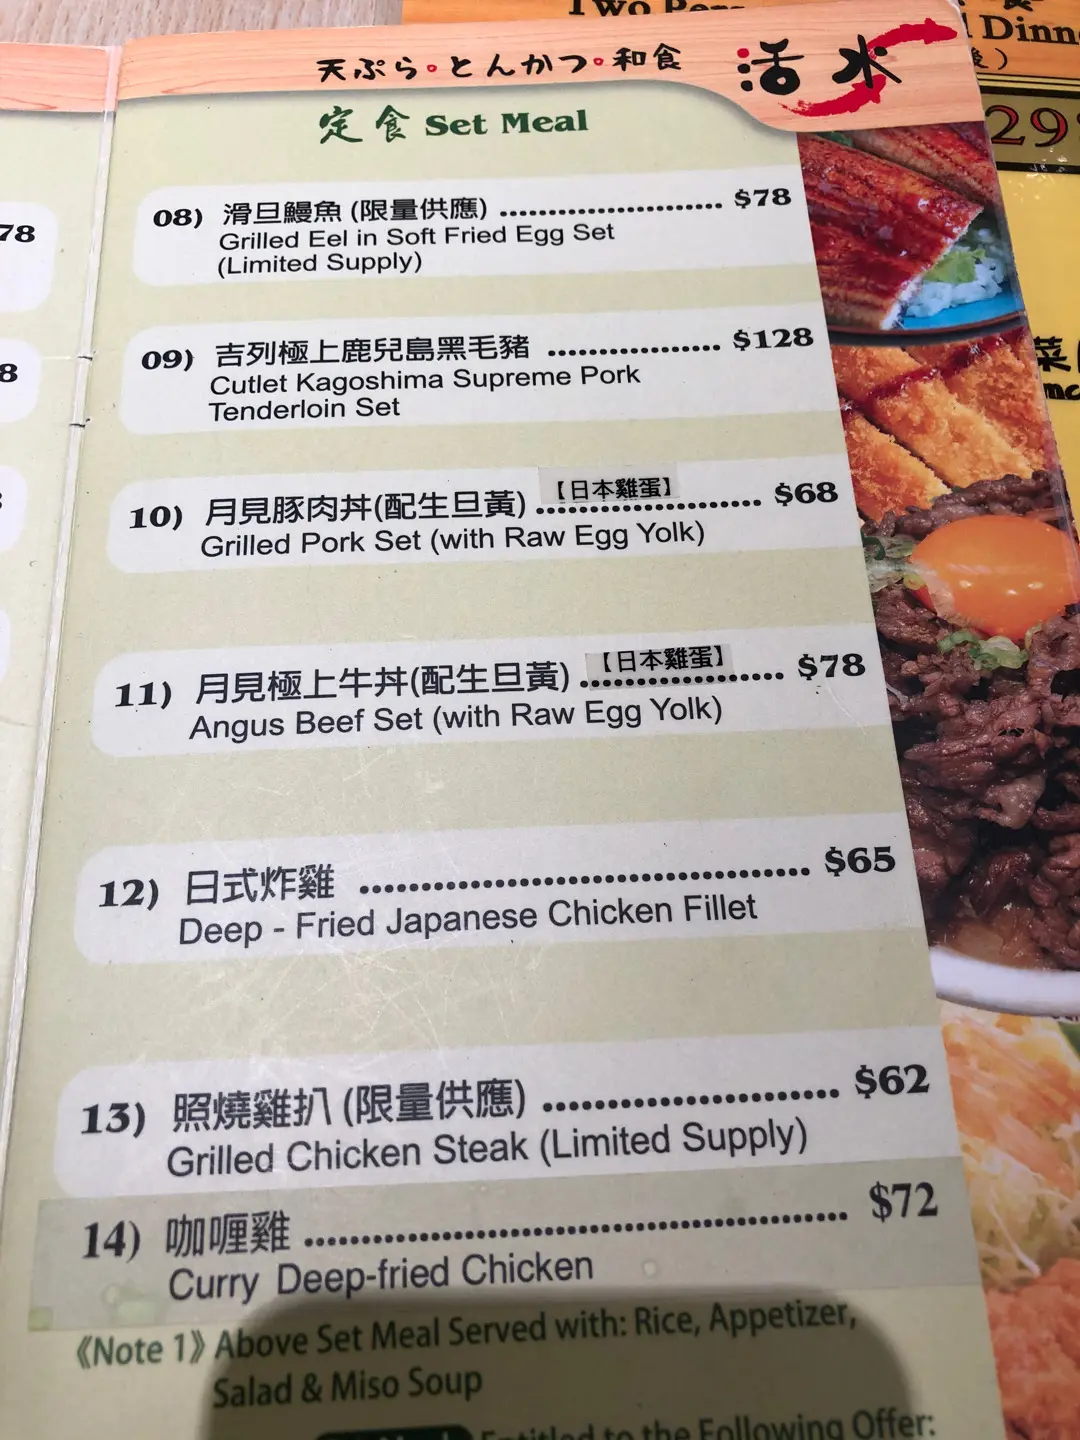 天ぷら・とんかつ・和食 活水
定食 Set Meal
08) 滑旦鰻魚 (限量供應) $78
Grilled Eel in Soft Fried Egg Set
(Limited Supply)
09) 吉列極上鹿兒島黑毛豬 $128
Cutlet Kagoshima Supreme Pork
Tenderloin Set
10) 月見豚肉丼(配生旦黃) 【日本雞蛋】 $68
Grilled Pork Set (with Raw Egg Yolk)
11) 月見極上牛丼(配生旦黃) 【日本雞蛋】 $78
Angus Beef Set (with Raw Egg Yolk)
12) 日式炸雞 $65
Deep - Fried Japanese Chicken Fillet
13) 照燒雞扒 (限量供應) $62
Grilled Chicken Steak (Limited Supply)
14) 咖喱雞 $72
Curry Deep-fried Chicken
《Note 1》 Above Set Meal Served with: Rice, Appetizer,
Salad & Miso Soup
Entitled to the Following Offer:
78
8
Two
29
菜